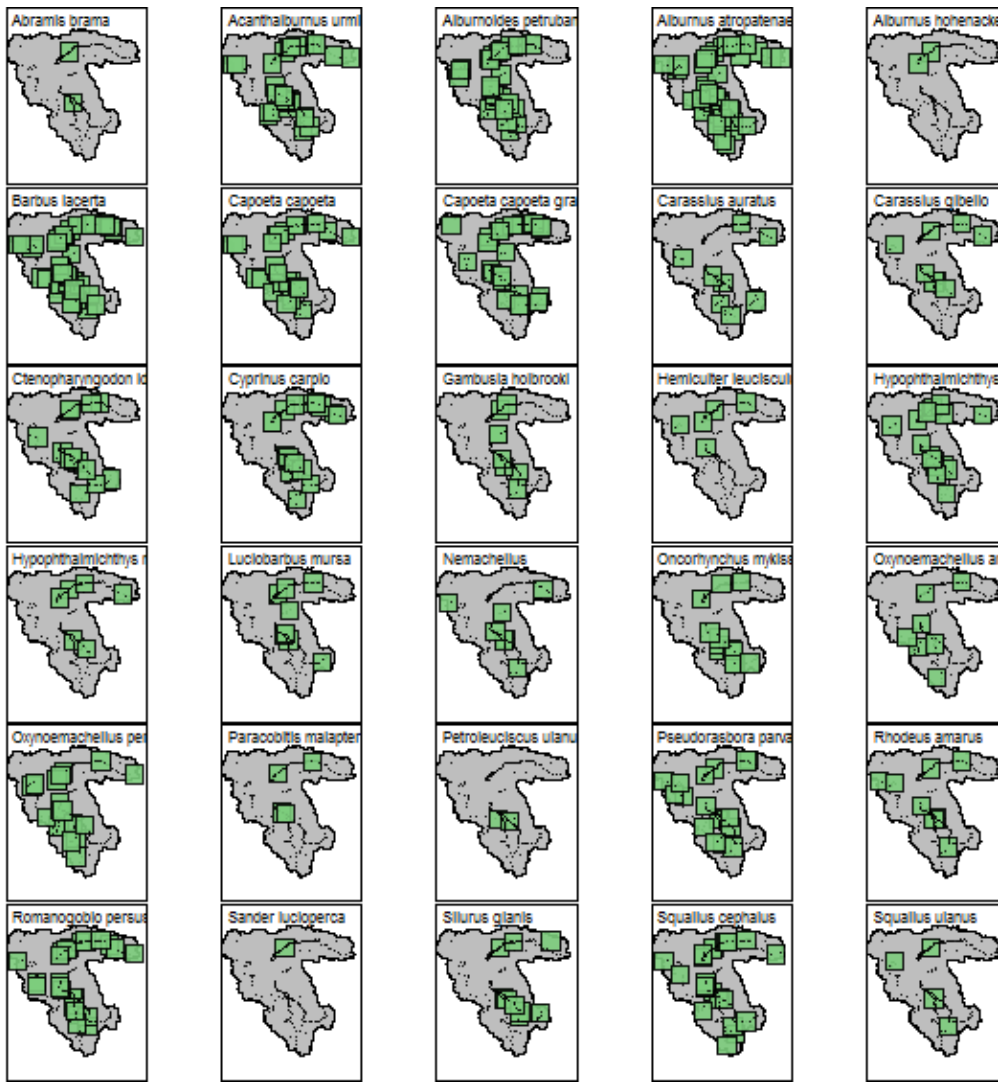 Abramis brama
Acanthalburnus urmi
Alburnoides petruban
Alburnus atropatenae
Alburnus hohenacke
Barbus lacerta
Capoeta capoeta
Capoeta capoeta gra
Carassius auratus
Carassius gibelio
Ctenopharyngodon id
Cyprinus carpio
Gambusia holbrooki
Hemiculter leuciscul
Hypophthalmichthys
Hypophthalmichthys n
Luciobarbus mursa
Nemacheilus
Oncorhynchus mykiss
Oxynoemacheilus an
Oxynoemacheilus per
Paracobitis malapter
Petroleuciscus ulanu
Pseudorasbora parva
Rhodeus amarus
Romanogobio persus
Sander lucioperca
Silurus glanis
Squalius cephalus
Squalius ulanus